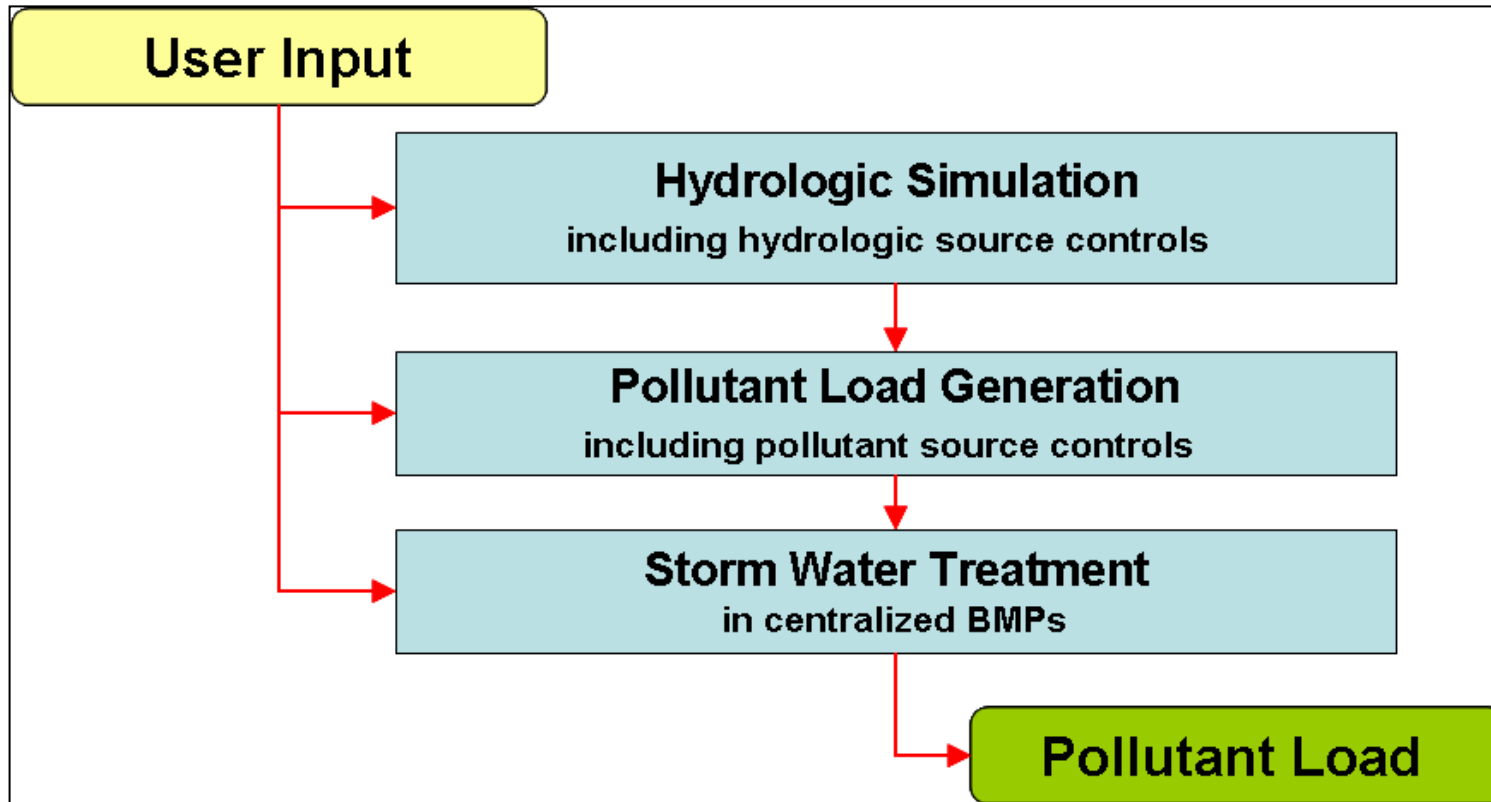 User Input
Hydrologic Simulation
including hydrologic source controls
Pollutant Load Generation
including pollutant source controls
Storm Water Treatment
in centralized BMPs
Pollutant Load